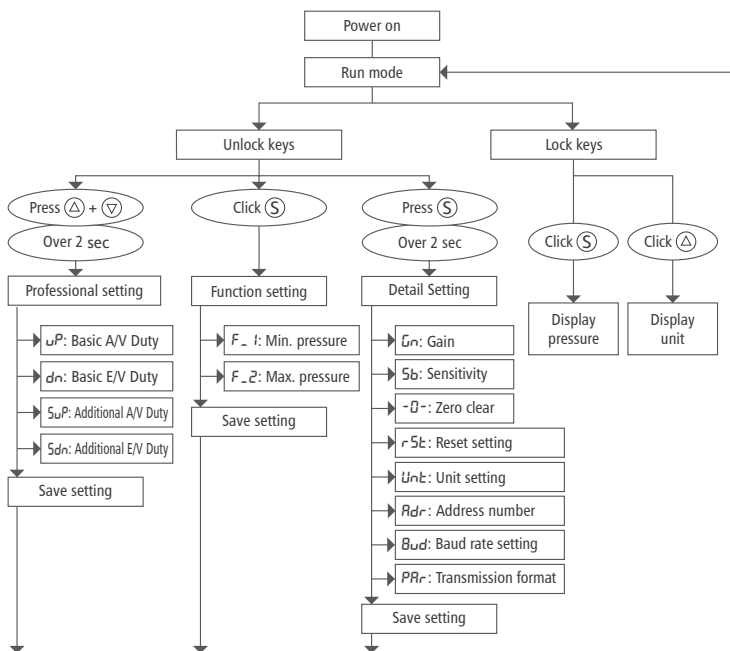 Power on
Run mode
Unlock keys
Lock keys
Press △ + ▽
Over 2 sec
Click Ⓢ
Press Ⓢ
Over 2 sec
Click Ⓢ
Click △
Professional setting
Function setting
Detail Setting
Display
pressure
Display
unit
uP: Basic A/V Duty
dn: Basic E/V Duty
SuP: Additional A/V Duty
Sdn: Additional E/V Duty
Save setting
F_1: Min. pressure
F_2: Max. pressure
Save setting
Gn: Gain
Sb: Sensitivity
-0-: Zero clear
rSt: Reset setting
Unt: Unit setting
Adr: Address number
Bud: Baud rate setting
PAr: Transmission format
Save setting